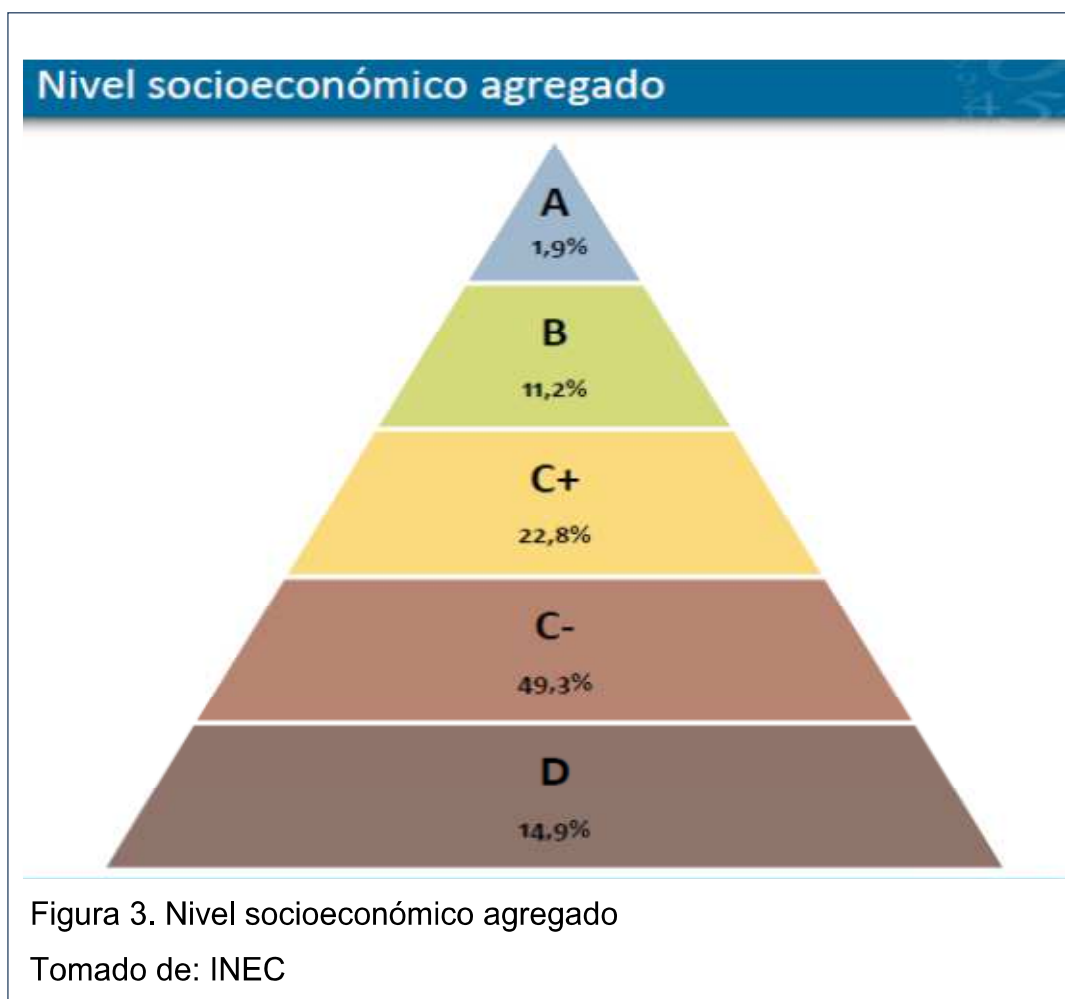 Nivel socioeconómico agregado
A
1,9%
B
11,2%
C+
22,8%
C-
49,3%
D
14,9%
Figura 3. Nivel socioeconómico agregado
Tomado de: INEC